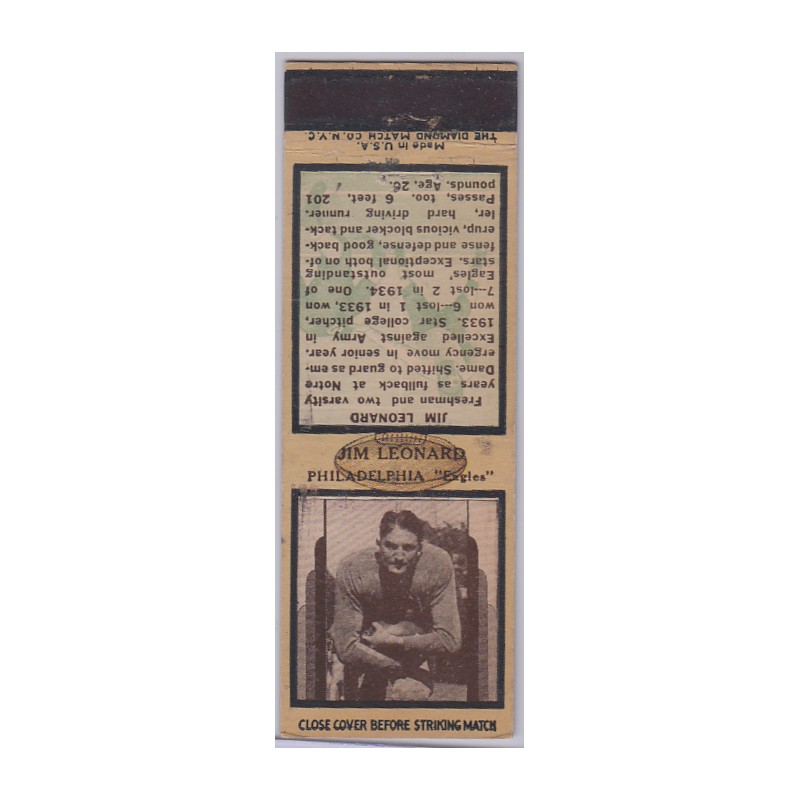 Made in U.S.A.
THE DIAMOND MATCH CO. N.Y.C.
JIM LEONARD
Freshman and two varsity
years as fullback at Notre
Dame. Shifted to guard as em-
ergency move in senior year.
Excelled against Army in
1933. Star college pitcher,
won 6—lost 1 in 1933, won
7—lost 2 in 1934. One of
Eagles' most outstanding
stars. Exceptional both on of-
fense and defense, good back-
erup, vicious blocker and tack-
ler, hard driving runner.
Passes, too. 6 feet, 201
pounds. Age, 26.
JIM LEONARD
PHILADELPHIA "Eagles"
CLOSE COVER BEFORE STRIKING MATCH